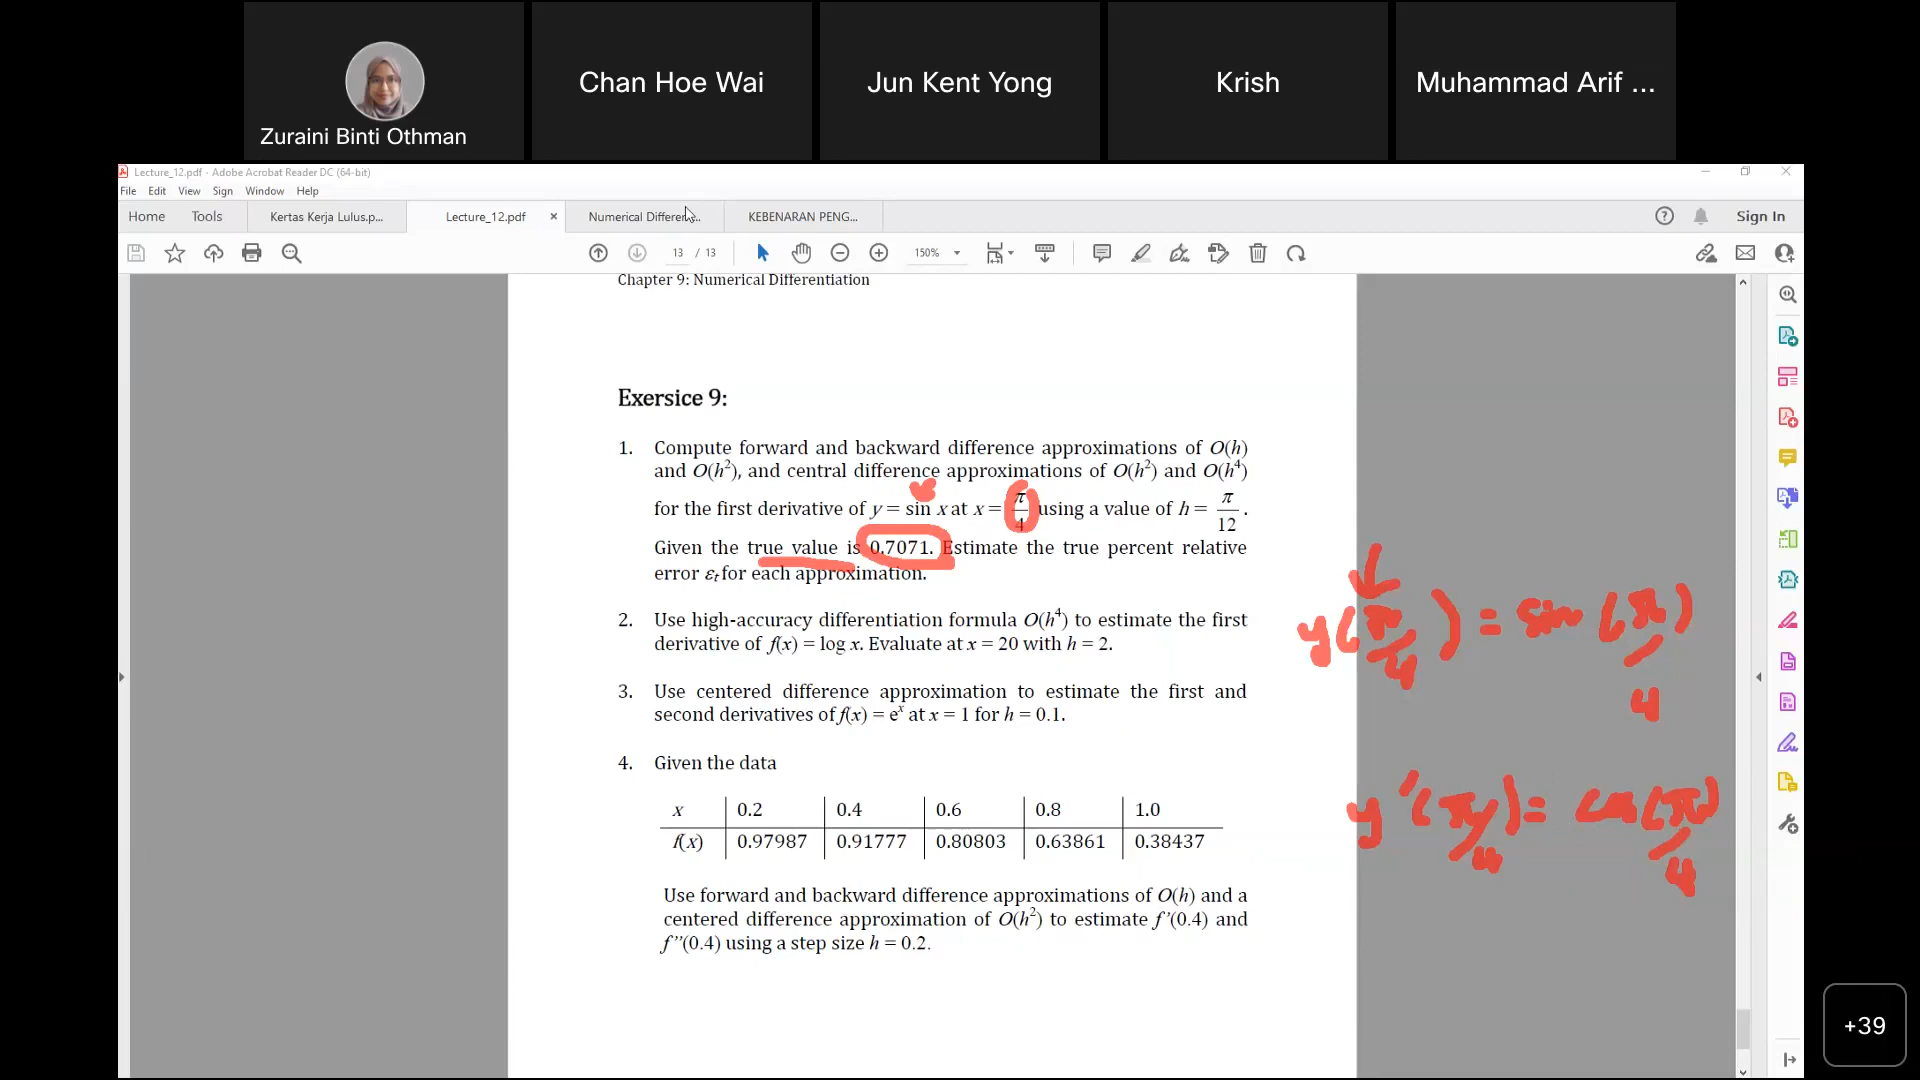 Zuraini Binti Othman
Chan Hoe Wai
Jun Kent Yong
Krish
Muhammad Arif ...
Lecture_12.pdf - Adobe Acrobat Reader DC (64-bit)
File Edit View Sign Window Help
Home Tools Kertas Kerja Lulus.p... Lecture_12.pdf × Numerical Differen... KEBENARAN PENG... Sign In
13 / 13 150%
Chapter 9: Numerical Differentiation
Exersice 9:
1. Compute forward and backward difference approximations of O(h)
and O(h²), and central difference approximations of O(h²) and O(h⁴)
for the first derivative of y = sin x at x = π/4 using a value of h = π/12.
Given the true value is 0.7071. Estimate the true percent relative
error εt for each approximation.
y(π/4) = sin(π/4)
2. Use high-accuracy differentiation formula O(h⁴) to estimate the first
derivative of f(x) = log x. Evaluate at x = 20 with h = 2.
3. Use centered difference approximation to estimate the first and
second derivatives of f(x) = eˣ at x = 1 for h = 0.1.
4. Given the data
y'(π/4) = cos(π/4)
x 0.2 0.4 0.6 0.8 1.0
f(x) 0.97987 0.91777 0.80803 0.63861 0.38437
Use forward and backward difference approximations of O(h) and a
centered difference approximation of O(h²) to estimate f'(0.4) and
f''(0.4) using a step size h = 0.2.
+39